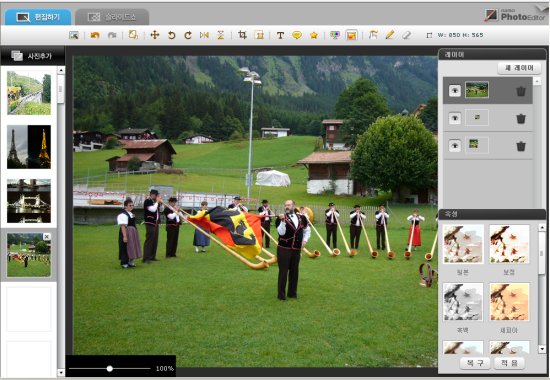 편집하기
슬라이드쇼
nano
PhotoEditor
W: 850 H: 565
사진추가
레이어
새 레이어
속성
원본
보정
흑백
세피아
복 구
적 용
100%